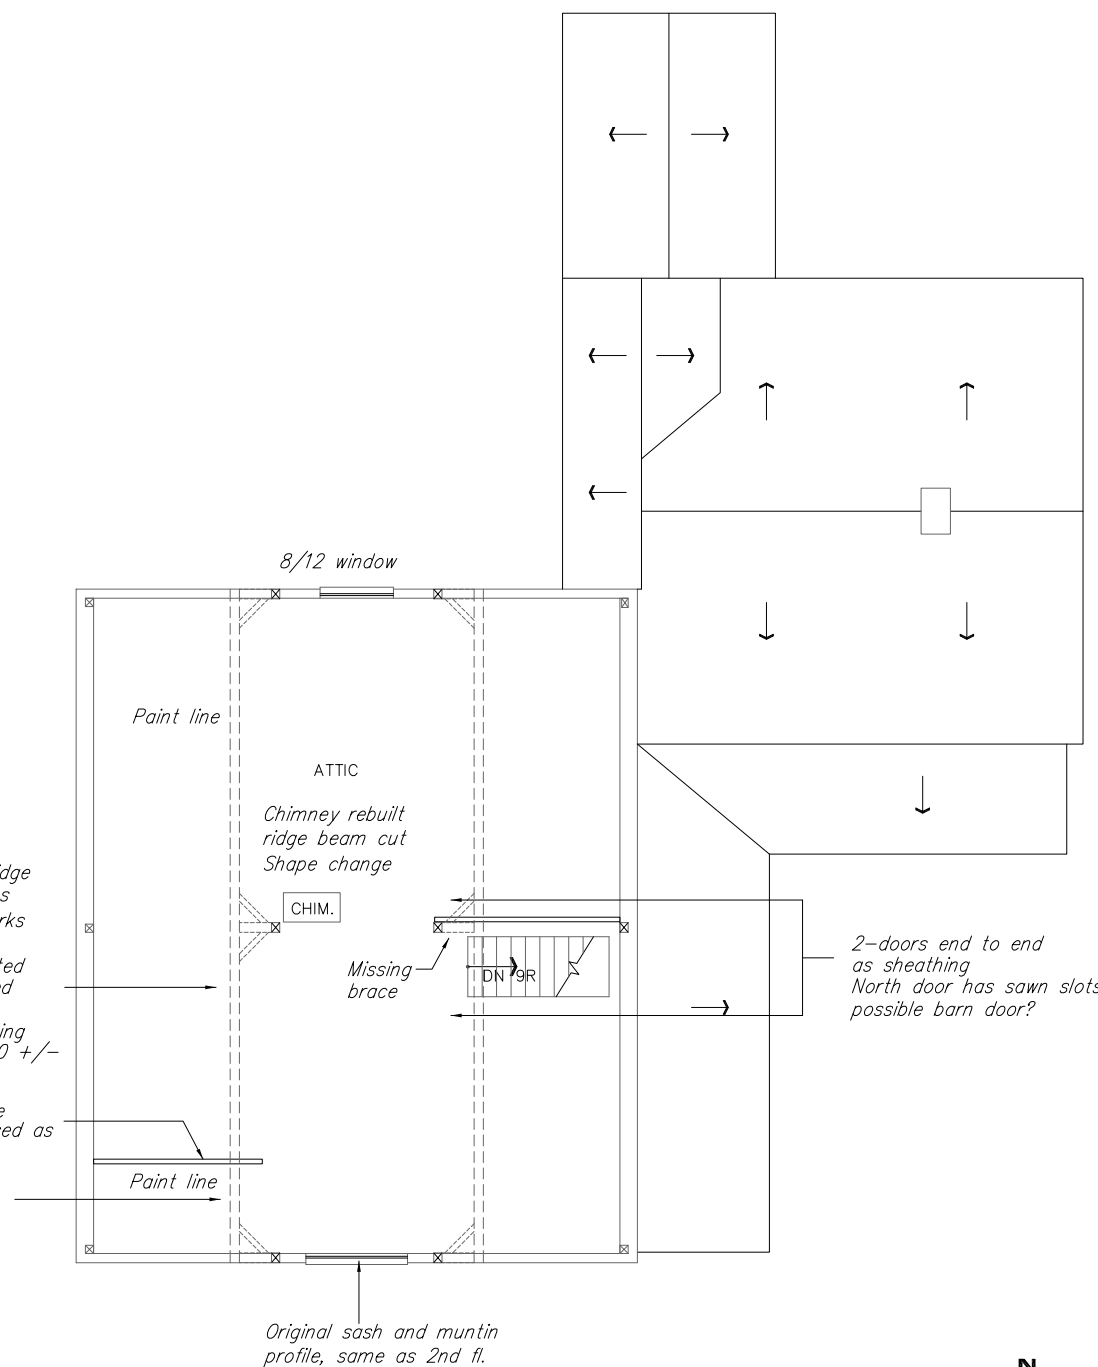 8/12 window
Paint line
ATTIC
Chimney rebuilt
ridge beam cut
Shape change
CHIM.
Missing
brace
DN 9R
2-doors end to end
as sheathing
North door has sawn slots
possible barn door?
+/-
as
Paint line
Original sash and muntin
profile, same as 2nd fl.
N